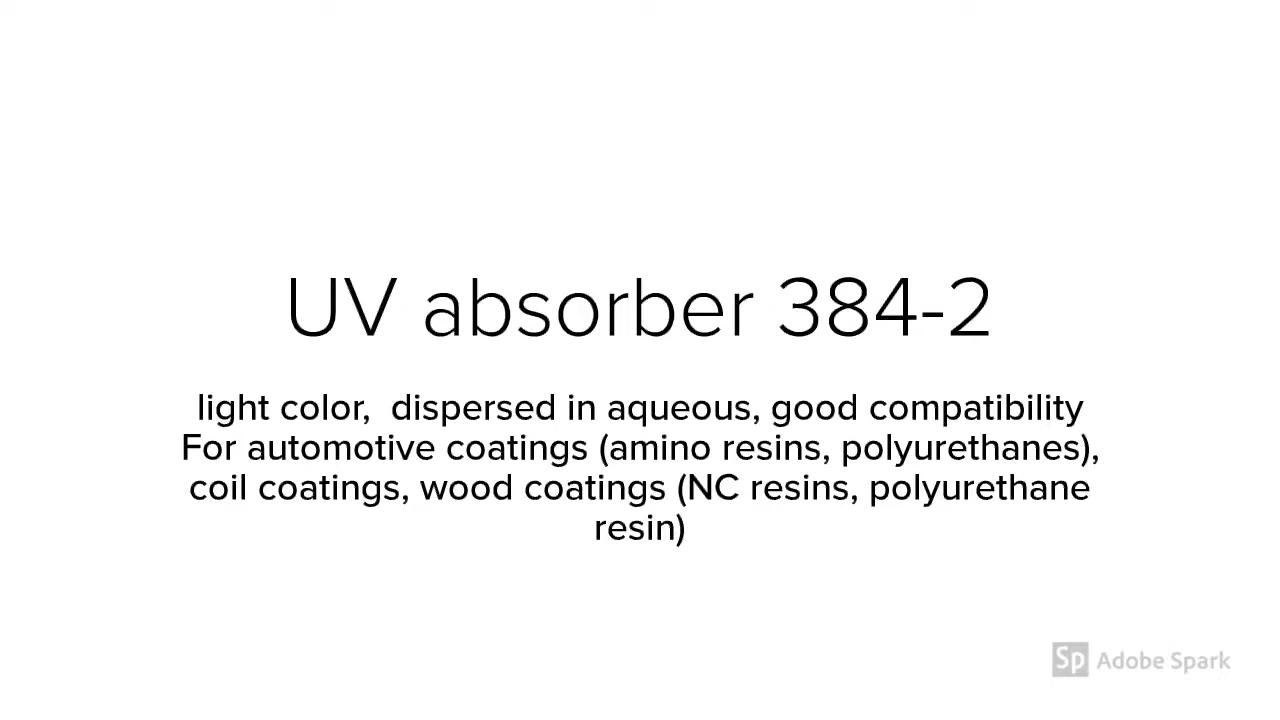 UV absorber 384-2
light color,  dispersed in aqueous, good compatibility
For automotive coatings (amino resins, polyurethanes),
coil coatings, wood coatings (NC resins, polyurethane
resin)
Sp Adobe Spark